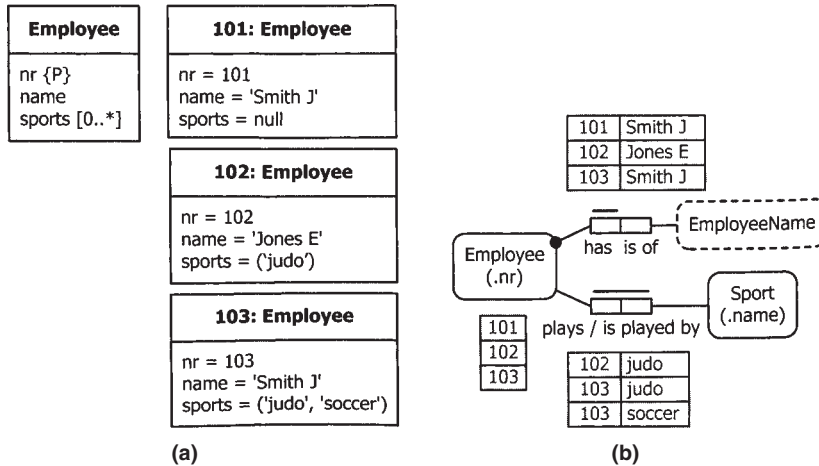 Employee
nr {P}
name
sports [0..*]
101: Employee
nr = 101
name = 'Smith J'
sports = null
102: Employee
nr = 102
name = 'Jones E'
sports = ('judo')
103: Employee
nr = 103
name = 'Smith J'
sports = ('judo', 'soccer')
(a)
101 Smith J
102 Jones E
103 Smith J
EmployeeName
has is of
Employee
(.nr)
Sport
(.name)
plays / is played by
101
102
103
102 judo
103 judo
103 soccer
(b)